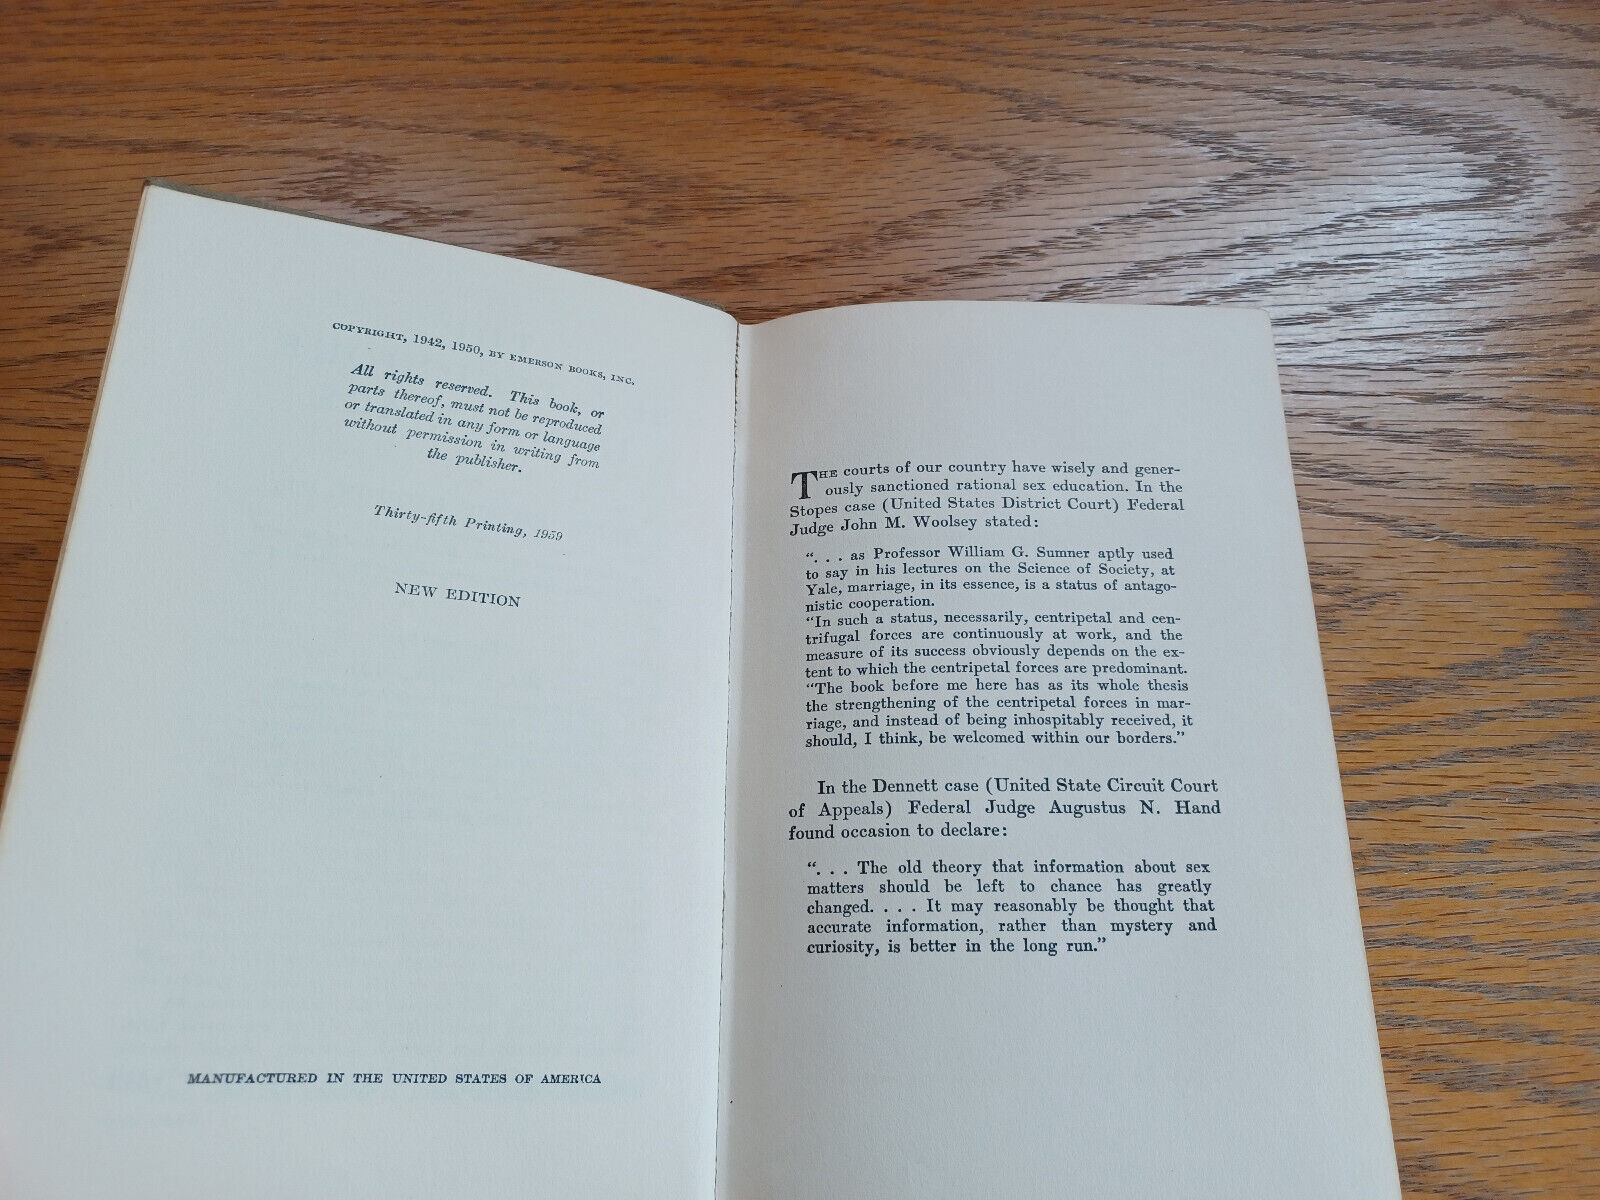 COPYRIGHT, 1942, 1950, BY EMERSON BOOKS, INC.
All rights reserved. This book, or
parts thereof, must not be reproduced
or translated in any form or language
without permission in writing from
the publisher.
Thirty-fifth Printing, 1959
NEW EDITION
MANUFACTURED IN THE UNITED STATES OF AMERICA
THE courts of our country have wisely and gener-
ously sanctioned rational sex education. In the
Stopes case (United States District Court) Federal
Judge John M. Woolsey stated:
“. . . as Professor William G. Sumner aptly used
to say in his lectures on the Science of Society, at
Yale, marriage, in its essence, is a status of antago-
nistic cooperation.
“In such a status, necessarily, centripetal and cen-
trifugal forces are continuously at work, and the
measure of its success obviously depends on the ex-
tent to which the centripetal forces are predominant.
“The book before me here has as its whole thesis
the strengthening of the centripetal forces in mar-
riage, and instead of being inhospitably received, it
should, I think, be welcomed within our borders.”
In the Dennett case (United State Circuit Court
of Appeals) Federal Judge Augustus N. Hand
found occasion to declare:
“. . . The old theory that information about sex
matters should be left to chance has greatly
changed. . . . It may reasonably be thought that
accurate information, rather than mystery and
curiosity, is better in the long run.”